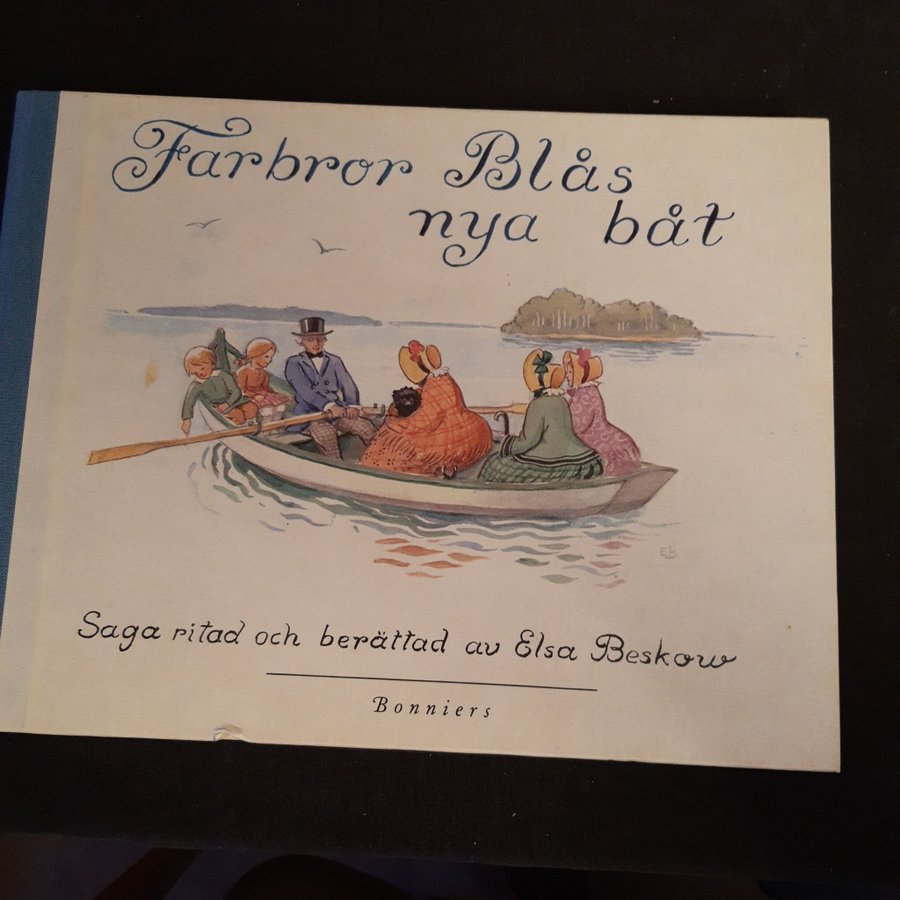 Farbror Blås
nya båt
EB
Saga ritad och berättad av Elsa Beskow
Bonniers